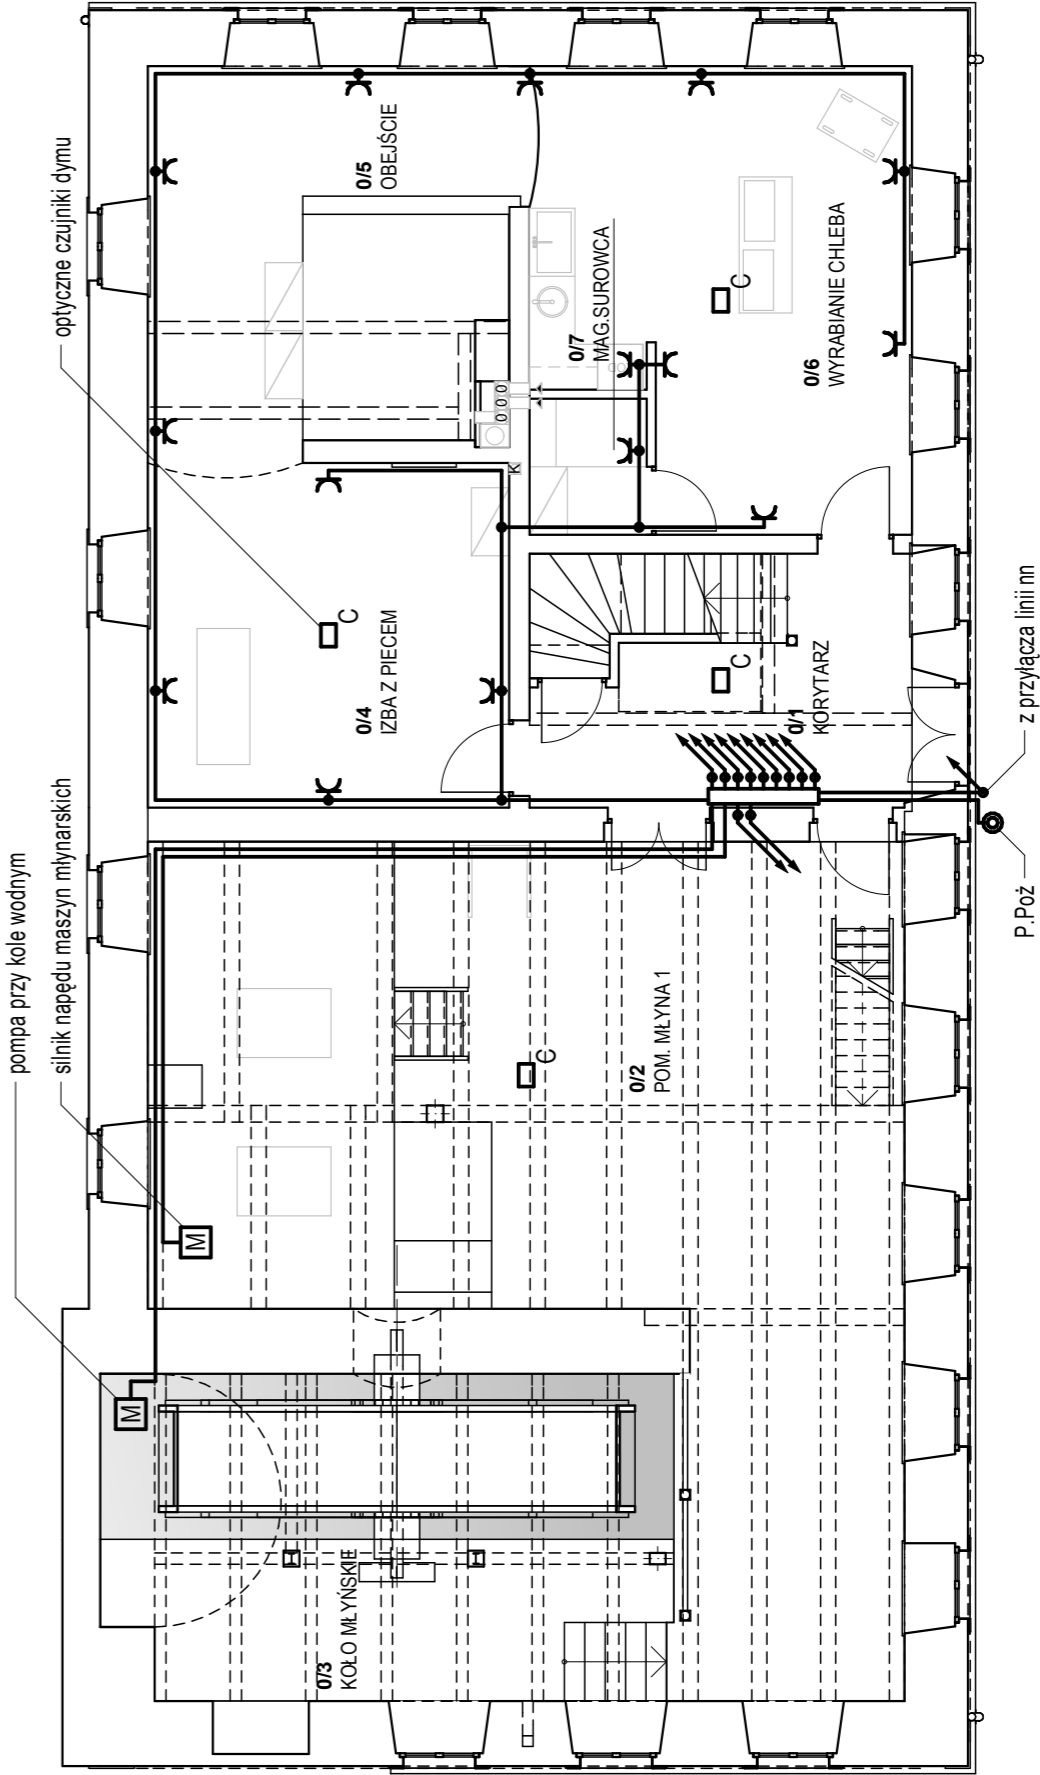 pompa przy kole wodnym
silnik napędu maszyn młynarskich
optyczne czujniki dymu
M
M
0/3
KOŁO MŁYŃSKIE
0/2
POM. MŁYNA 1
C
0/4
IZBA Z PIECEM
C
0/5
OBEJŚCIE
K
000
0/7
MAG.SUROWCA
0/6
WYRABIANIE CHLEBA
C
0/1
KORYTARZ
C
P.Poż
z przyłącza linii nn